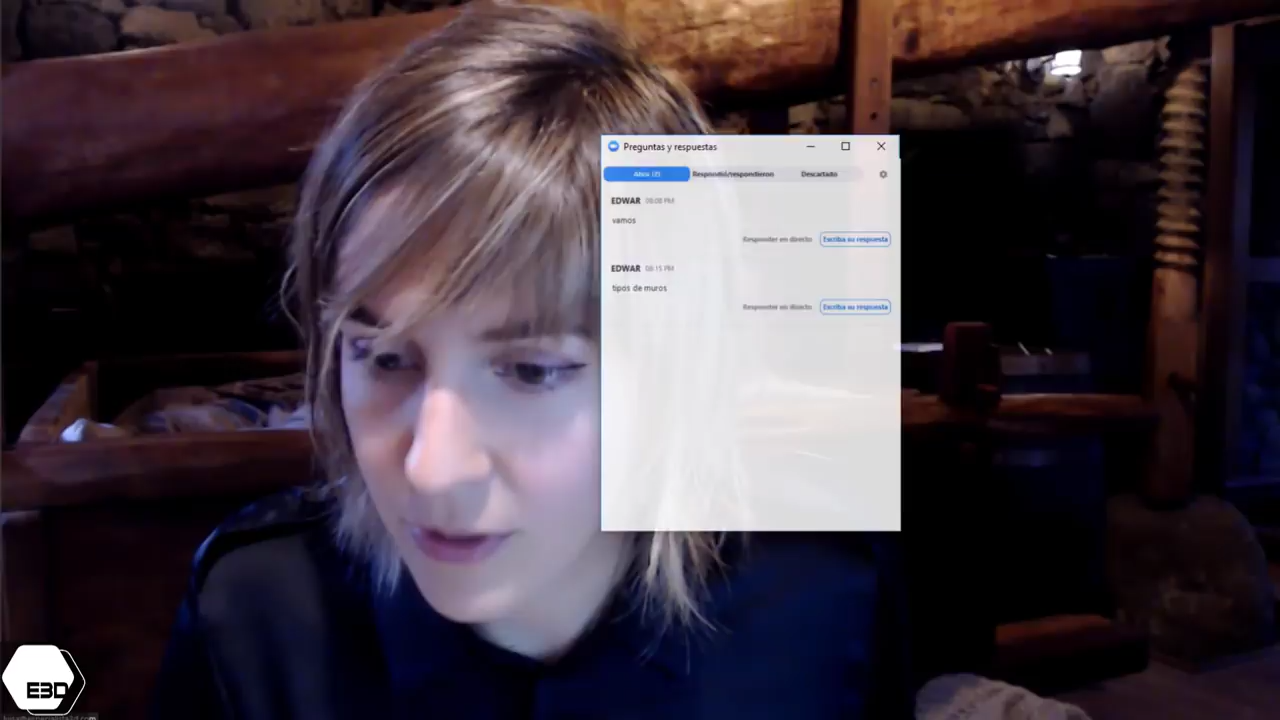 Preguntas y respuestas
Abrir (2) Respondió/respondieron Descartado
EDWAR 08:08 PM
vamos
Responder en directo Escriba su respuesta
EDWAR 08:15 PM
tipos de muros
Responder en directo Escriba su respuesta
E3D